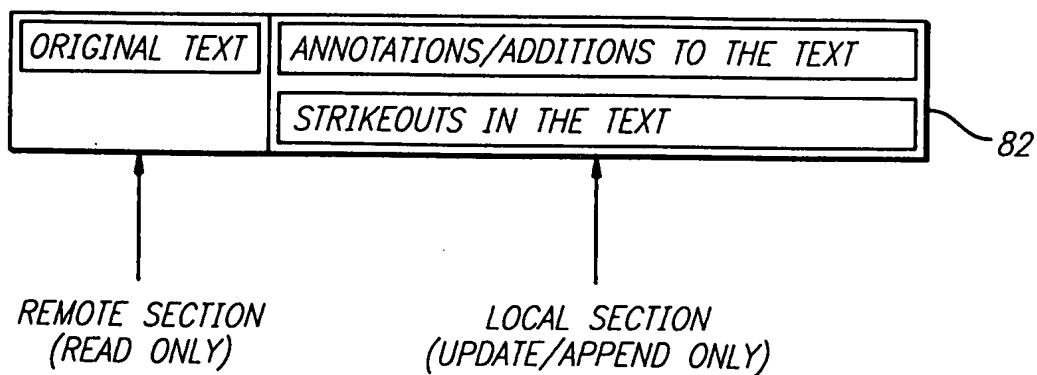 ORIGINAL TEXT
ANNOTATIONS/ADDITIONS TO THE TEXT
STRIKEOUTS IN THE TEXT
82
REMOTE SECTION
(READ ONLY)
LOCAL SECTION
(UPDATE/APPEND ONLY)